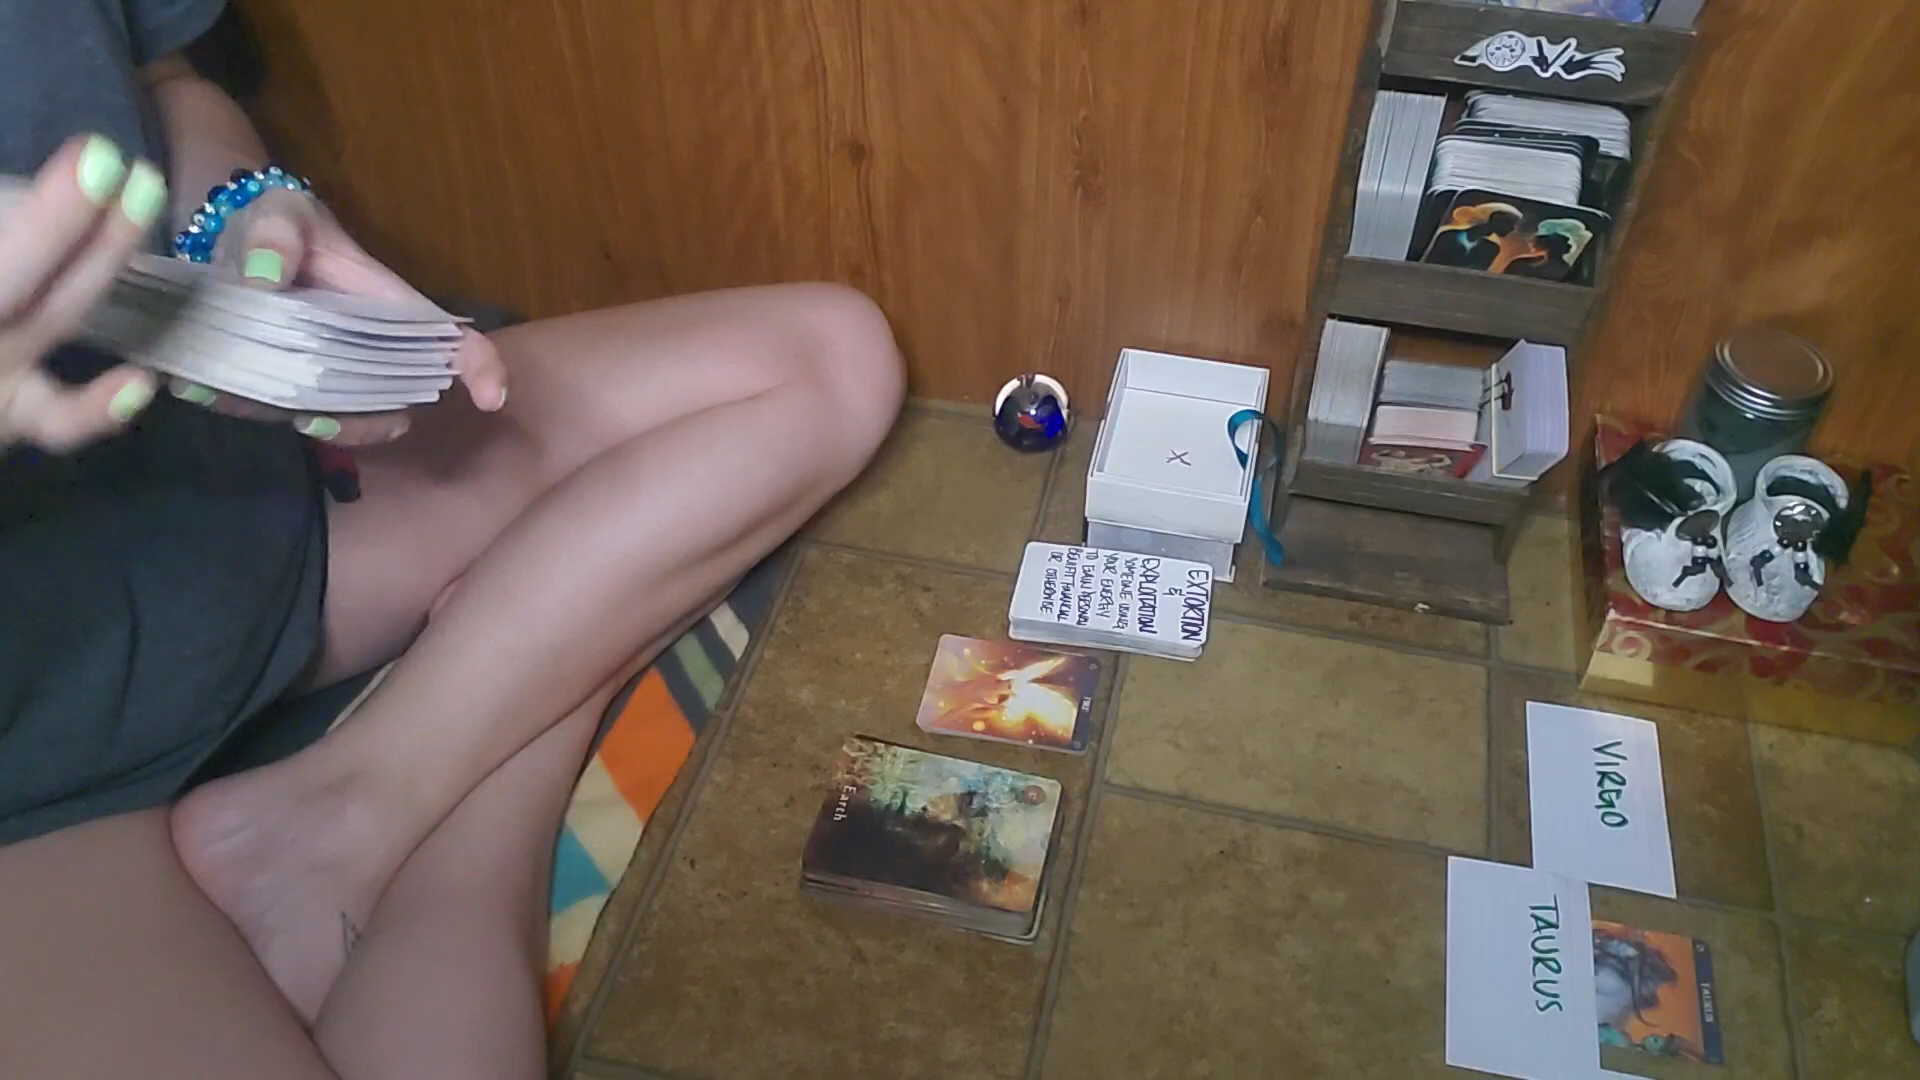 EXTORTION
&
EXPLOITATION
SOMEONE USING
YOUR ENERGY
TO GAIN PERSONAL
BENEFIT FINANCIAL
OR OTHERWISE
FIRE
Earth
VIRGO
TAURUS
TAURUS
X